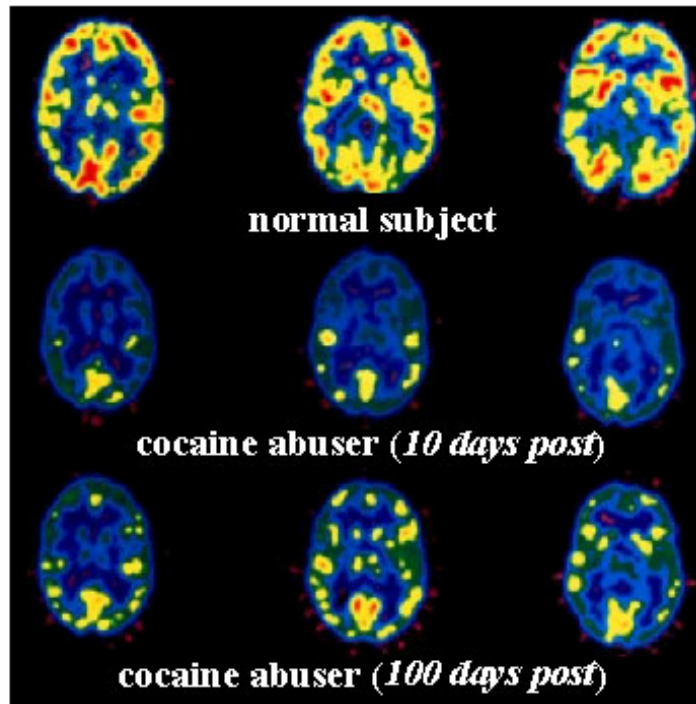 normal subject
cocaine abuser (10 days post)
cocaine abuser (100 days post)